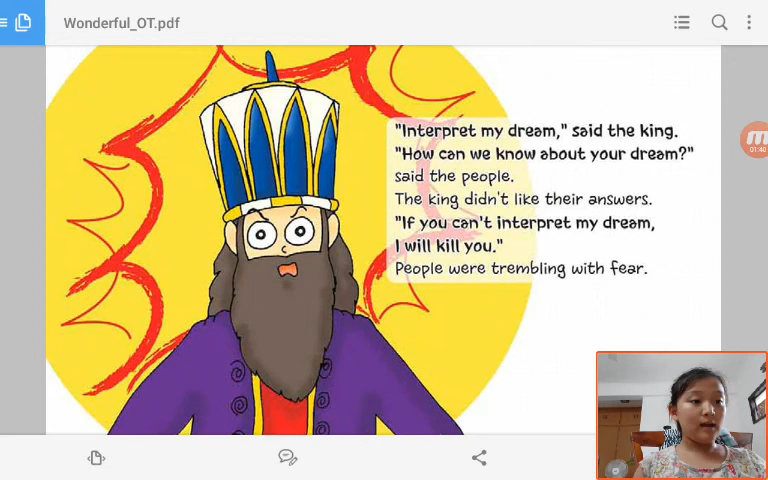 Wonderful_OT.pdf
"Interpret my dream," said the king.
"How can we know about your dream?"
said the people.
The king didn't like their answers.
"If you can't interpret my dream,
I will kill you."
People were trembling with fear.
01:40